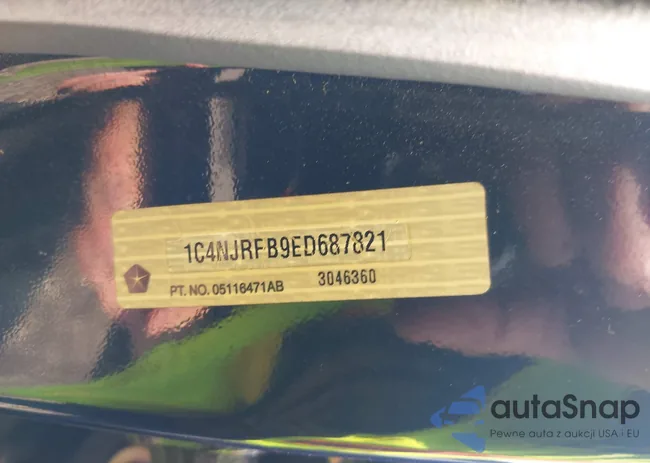 1C4NJRFB9ED687821
PT. NO. 05116471AB 3046360
autaSnap
Pewne auta z aukcji USA i EU